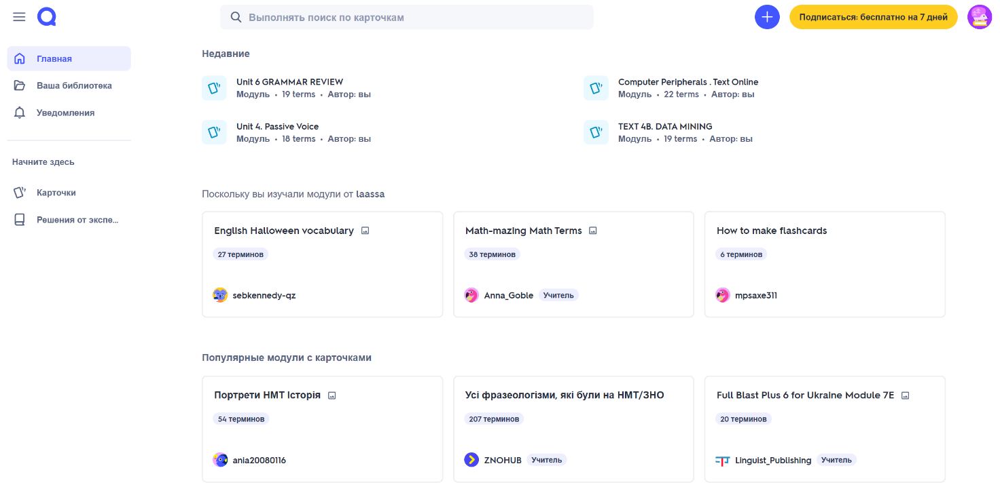 Выполнять поиск по карточкам
Подписаться: бесплатно на 7 дней
Главная
Ваша библиотека
Уведомления
Начните здесь
Карточки
Решения от экспе...
Недавние
Unit 6 GRAMMAR REVIEW
Модуль • 19 terms • Автор: вы
Computer Peripherals . Text Online
Модуль • 22 terms • Автор: вы
Unit 4. Passive Voice
Модуль • 18 terms • Автор: вы
TEXT 4B. DATA MINING
Модуль • 19 terms • Автор: вы
Поскольку вы изучали модули от laassa
English Halloween vocabulary
27 терминов
sebkennedy-qz
Math-mazing Math Terms
38 терминов
Anna_Goble Учитель
How to make flashcards
6 терминов
mpsaxe311
Популярные модули с карточками
Портрети НМТ Історія
54 терминов
ania20080116
Усі фразеологізми, які були на НМТ/ЗНО
207 терминов
ZNOHUB Учитель
Full Blast Plus 6 for Ukraine Module 7E
20 терминов
Linguist_Publishing Учитель